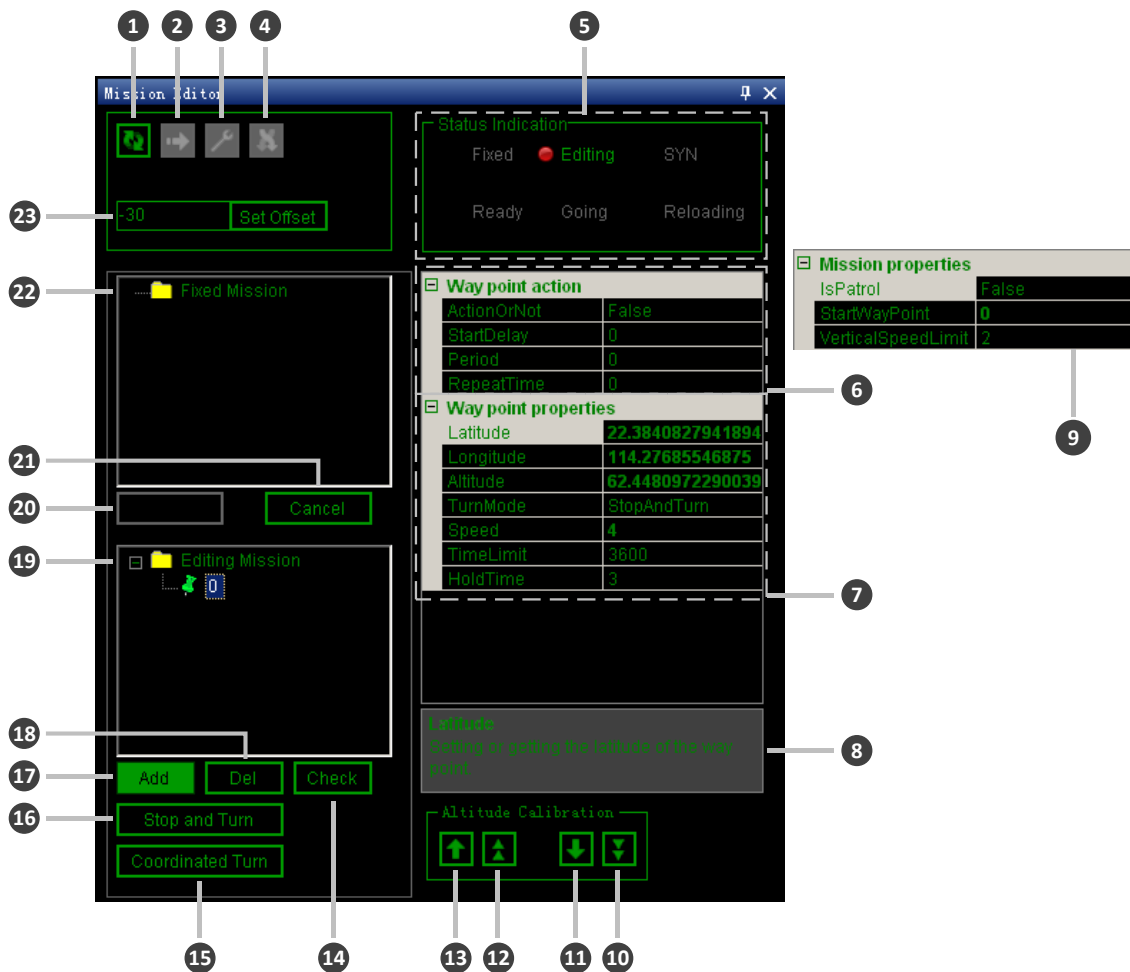 1 2 3 4 5
Mission Editor
Status Indication
Fixed Editing SYN
Ready Going Reloading
23 -30 Set Offset
22 Fixed Mission
Way point action
ActionOrNot False
StartDelay 0
Period 0
RepeatTime 0
6
Way point properties
Latitude 22.3840827941894
Longitude 114.27685546875
Altitude 62.4480972290039
TurnMode StopAndTurn
Speed 4
TimeLimit 3600
HoldTime 3
7
Mission properties
IsPatrol False
StartWayPoint 0
VerticalSpeedLimit 2
9
21
20 Cancel
19 Editing Mission
0
18
17 Add Del Check
16 Stop and Turn
Coordinated Turn
Latitude
Setting or getting the latitude of the way
point.
8
Altitude Calibration
15 14 13 12 11 10